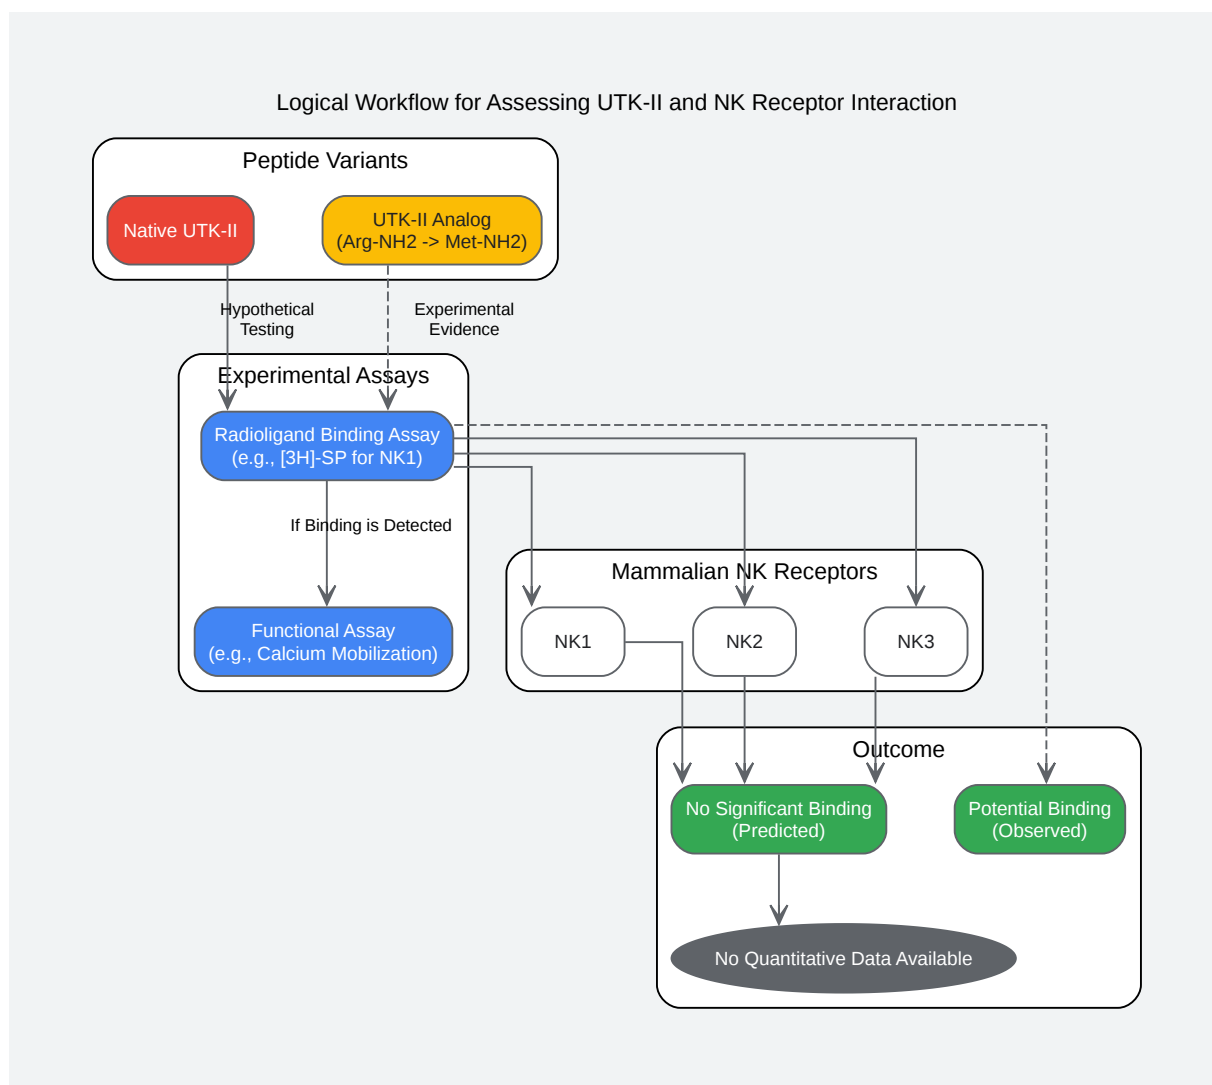 Logical Workflow for Assessing UTK-II and NK Receptor Interaction
Peptide Variants
Native UTK-II
UTK-II Analog
(Arg-NH2 -> Met-NH2)
Hypothetical
Testing
Experimental
Evidence
Experimental Assays
Radioligand Binding Assay
(e.g., [3H]-SP for NK1)
If Binding is Detected
Functional Assay
(e.g., Calcium Mobilization)
Mammalian NK Receptors
NK1
NK2
NK3
Outcome
No Significant Binding
(Predicted)
Potential Binding
(Observed)
No Quantitative Data Available